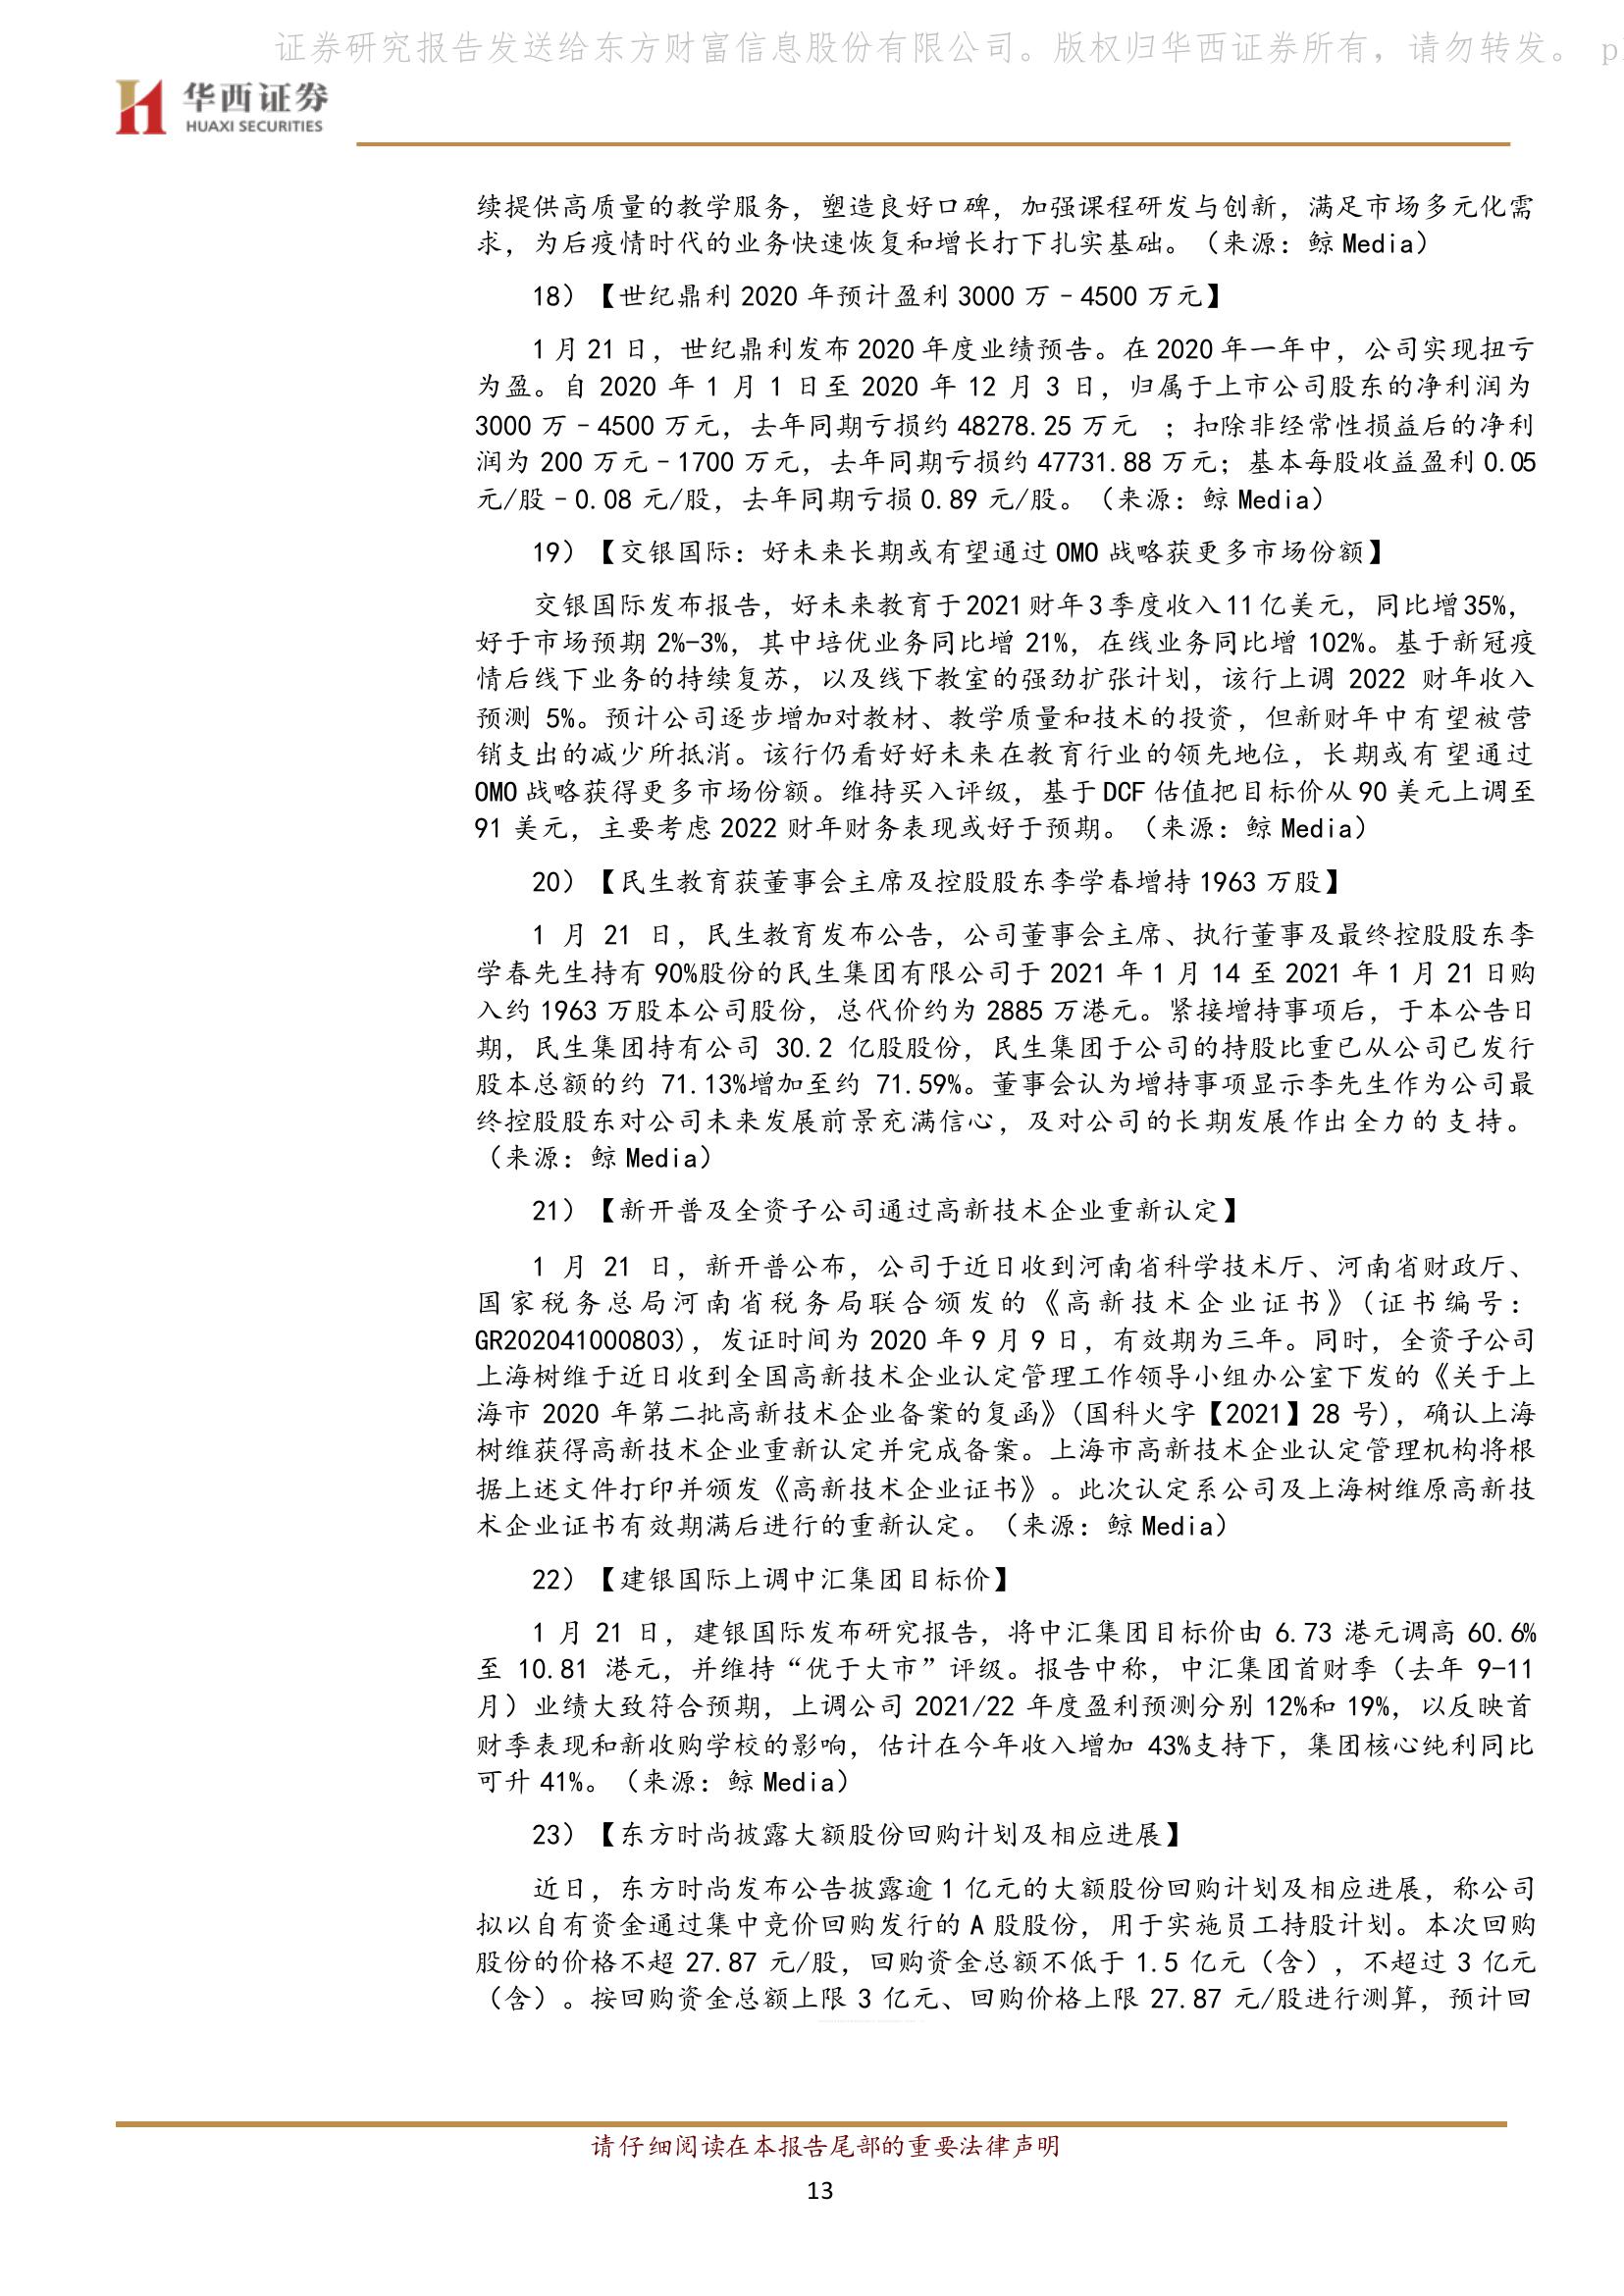 证券研究报告发送给东方财富信息股份有限公司。版权归华西证券所有，请勿转发。 p
华西证券
HUAXI SECURITIES
续提供高质量的教学服务，塑造良好口碑，加强课程研发与创新，满足市场多元化需
求，为后疫情时代的业务快速恢复和增长打下扎实基础。（来源：鲸 Media）
18）【世纪鼎利 2020 年预计盈利 3000 万–4500 万元】
1 月 21 日，世纪鼎利发布 2020 年度业绩预告。在 2020 年一年中，公司实现扭亏
为盈。自 2020 年 1 月 1 日至 2020 年 12 月 3 日，归属于上市公司股东的净利润为
3000 万–4500 万元，去年同期亏损约 48278.25 万元 ；扣除非经常性损益后的净利
润为 200 万元–1700 万元，去年同期亏损约 47731.88 万元；基本每股收益盈利 0.05
元/股–0.08 元/股，去年同期亏损 0.89 元/股。（来源：鲸 Media）
19）【交银国际：好未来长期或有望通过 OMO 战略获更多市场份额】
交银国际发布报告，好未来教育于 2021 财年 3 季度收入 11 亿美元，同比增 35%，
好于市场预期 2%-3%，其中培优业务同比增 21%，在线业务同比增 102%。基于新冠疫
情后线下业务的持续复苏，以及线下教室的强劲扩张计划，该行上调 2022 财年收入
预测 5%。预计公司逐步增加对教材、教学质量和技术的投资，但新财年中有望被营
销支出的减少所抵消。该行仍看好好未来在教育行业的领先地位，长期或有望通过
OMO 战略获得更多市场份额。维持买入评级，基于 DCF 估值把目标价从 90 美元上调至
91 美元，主要考虑 2022 财年财务表现或好于预期。（来源：鲸 Media）
20）【民生教育获董事会主席及控股股东李学春增持 1963 万股】
1 月 21 日，民生教育发布公告，公司董事会主席、执行董事及最终控股股东李
学春先生持有 90%股份的民生集团有限公司于 2021 年 1 月 14 至 2021 年 1 月 21 日购
入约 1963 万股本公司股份，总代价约为 2885 万港元。紧接增持事项后，于本公告日
期，民生集团持有公司 30.2 亿股股份，民生集团于公司的持股比重已从公司已发行
股本总额的约 71.13%增加至约 71.59%。董事会认为增持事项显示李先生作为公司最
终控股股东对公司未来发展前景充满信心，及对公司的长期发展作出全力的支持。
（来源：鲸 Media）
21）【新开普及全资子公司通过高新技术企业重新认定】
1 月 21 日，新开普公布，公司于近日收到河南省科学技术厅、河南省财政厅、
国家税务总局河南省税务局联合颁发的《高新技术企业证书》(证书编号：
GR202041000803)，发证时间为 2020 年 9 月 9 日，有效期为三年。同时，全资子公司
上海树维于近日收到全国高新技术企业认定管理工作领导小组办公室下发的《关于上
海市 2020 年第二批高新技术企业备案的复函》(国科火字【2021】28 号)，确认上海
树维获得高新技术企业重新认定并完成备案。上海市高新技术企业认定管理机构将根
据上述文件打印并颁发《高新技术企业证书》。此次认定系公司及上海树维原高新技
术企业证书有效期满后进行的重新认定。（来源：鲸 Media）
22）【建银国际上调中汇集团目标价】
1 月 21 日，建银国际发布研究报告，将中汇集团目标价由 6.73 港元调高 60.6%
至 10.81 港元，并维持“优于大市”评级。报告中称，中汇集团首财季（去年 9-11
月）业绩大致符合预期，上调公司 2021/22 年度盈利预测分别 12%和 19%，以反映首
财季表现和新收购学校的影响，估计在今年收入增加 43%支持下，集团核心纯利同比
可升 41%。（来源：鲸 Media）
23）【东方时尚披露大额股份回购计划及相应进展】
近日，东方时尚发布公告披露逾 1 亿元的大额股份回购计划及相应进展，称公司
拟以自有资金通过集中竞价回购发行的 A 股股份，用于实施员工持股计划。本次回购
股份的价格不超 27.87 元/股，回购资金总额不低于 1.5 亿元（含），不超过 3 亿元
（含）。按回购资金总额上限 3 亿元、回购价格上限 27.87 元/股进行测算，预计回
请仔细阅读在本报告尾部的重要法律声明
13